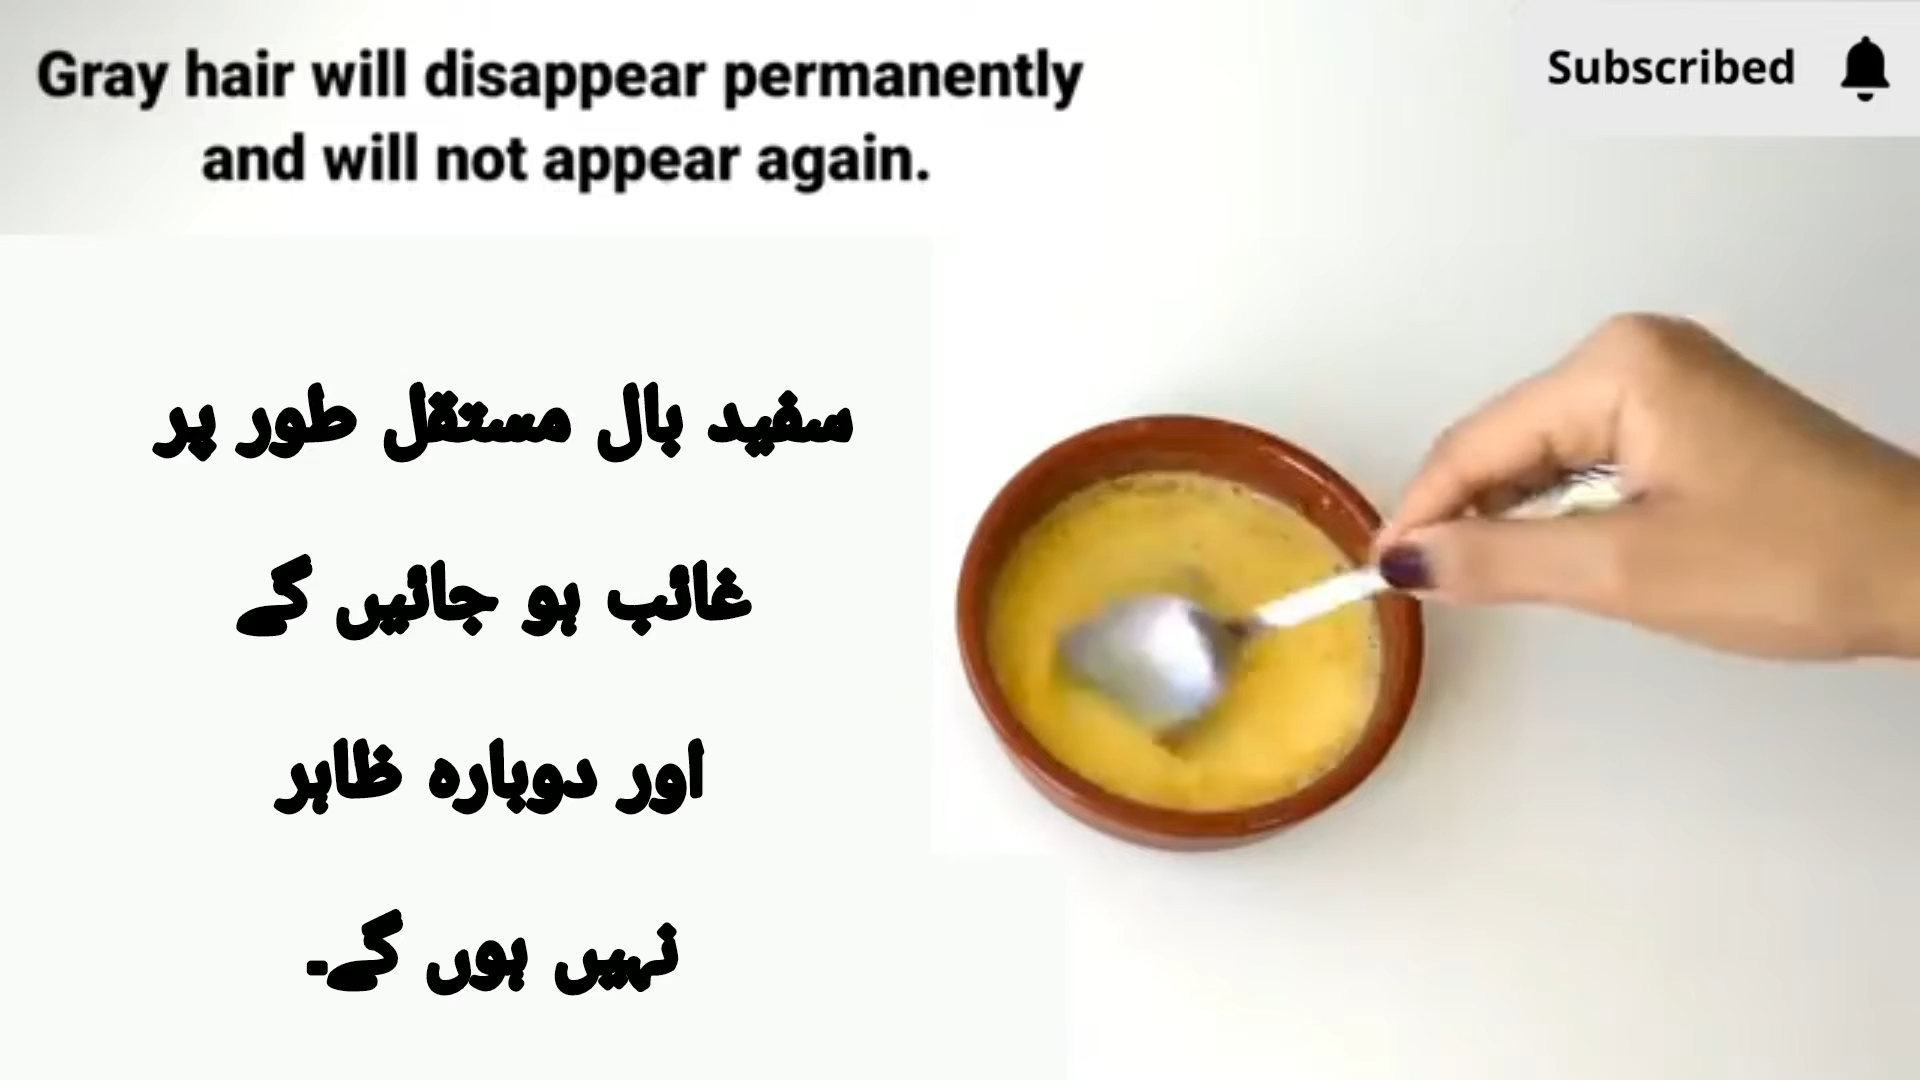 Gray hair will disappear permanently
and will not appear again.
Subscribed
سفید بال مستقل طور پر
غائب ہو جائیں گے
اور دوبارہ ظاہر
نہیں ہوں گے۔